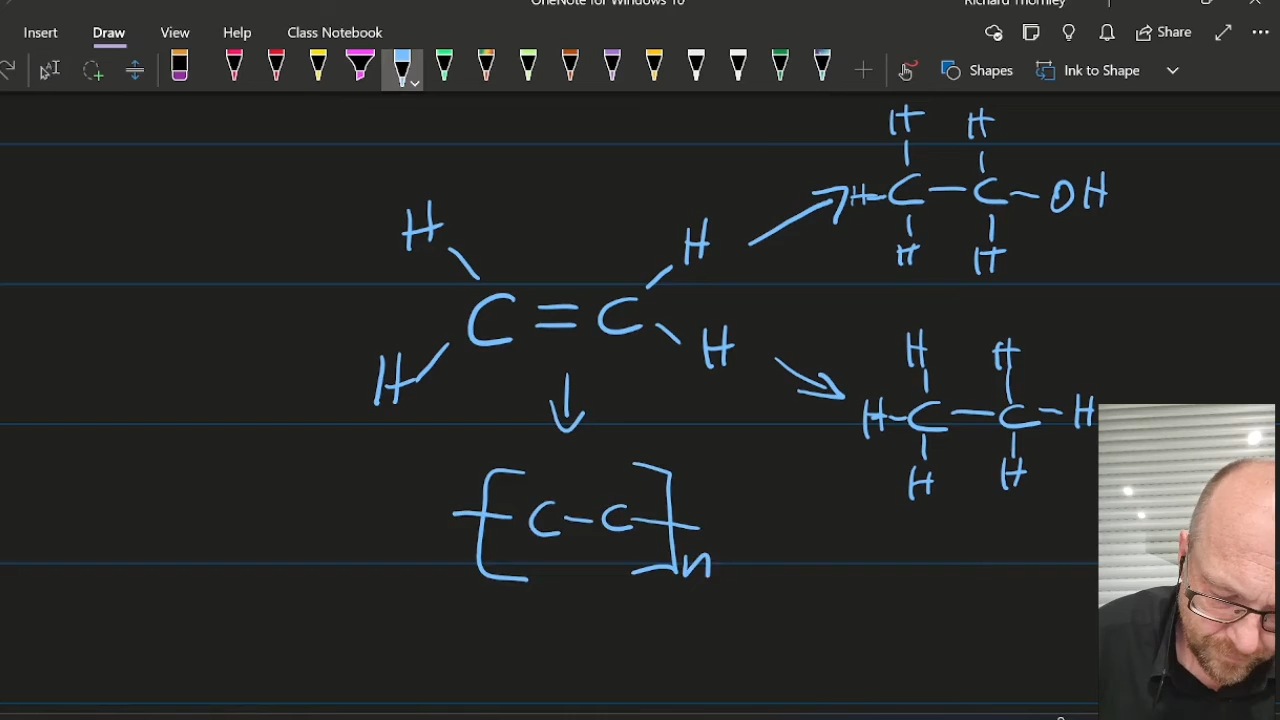 OneNote for Windows 10
Richard Thornley
Insert Draw View Help Class Notebook
Share
Shapes
Ink to Shape
H H
H-C-C-OH
H H
H H
C=C
H H
H H
H-C-C-H
H H
[C-C]n